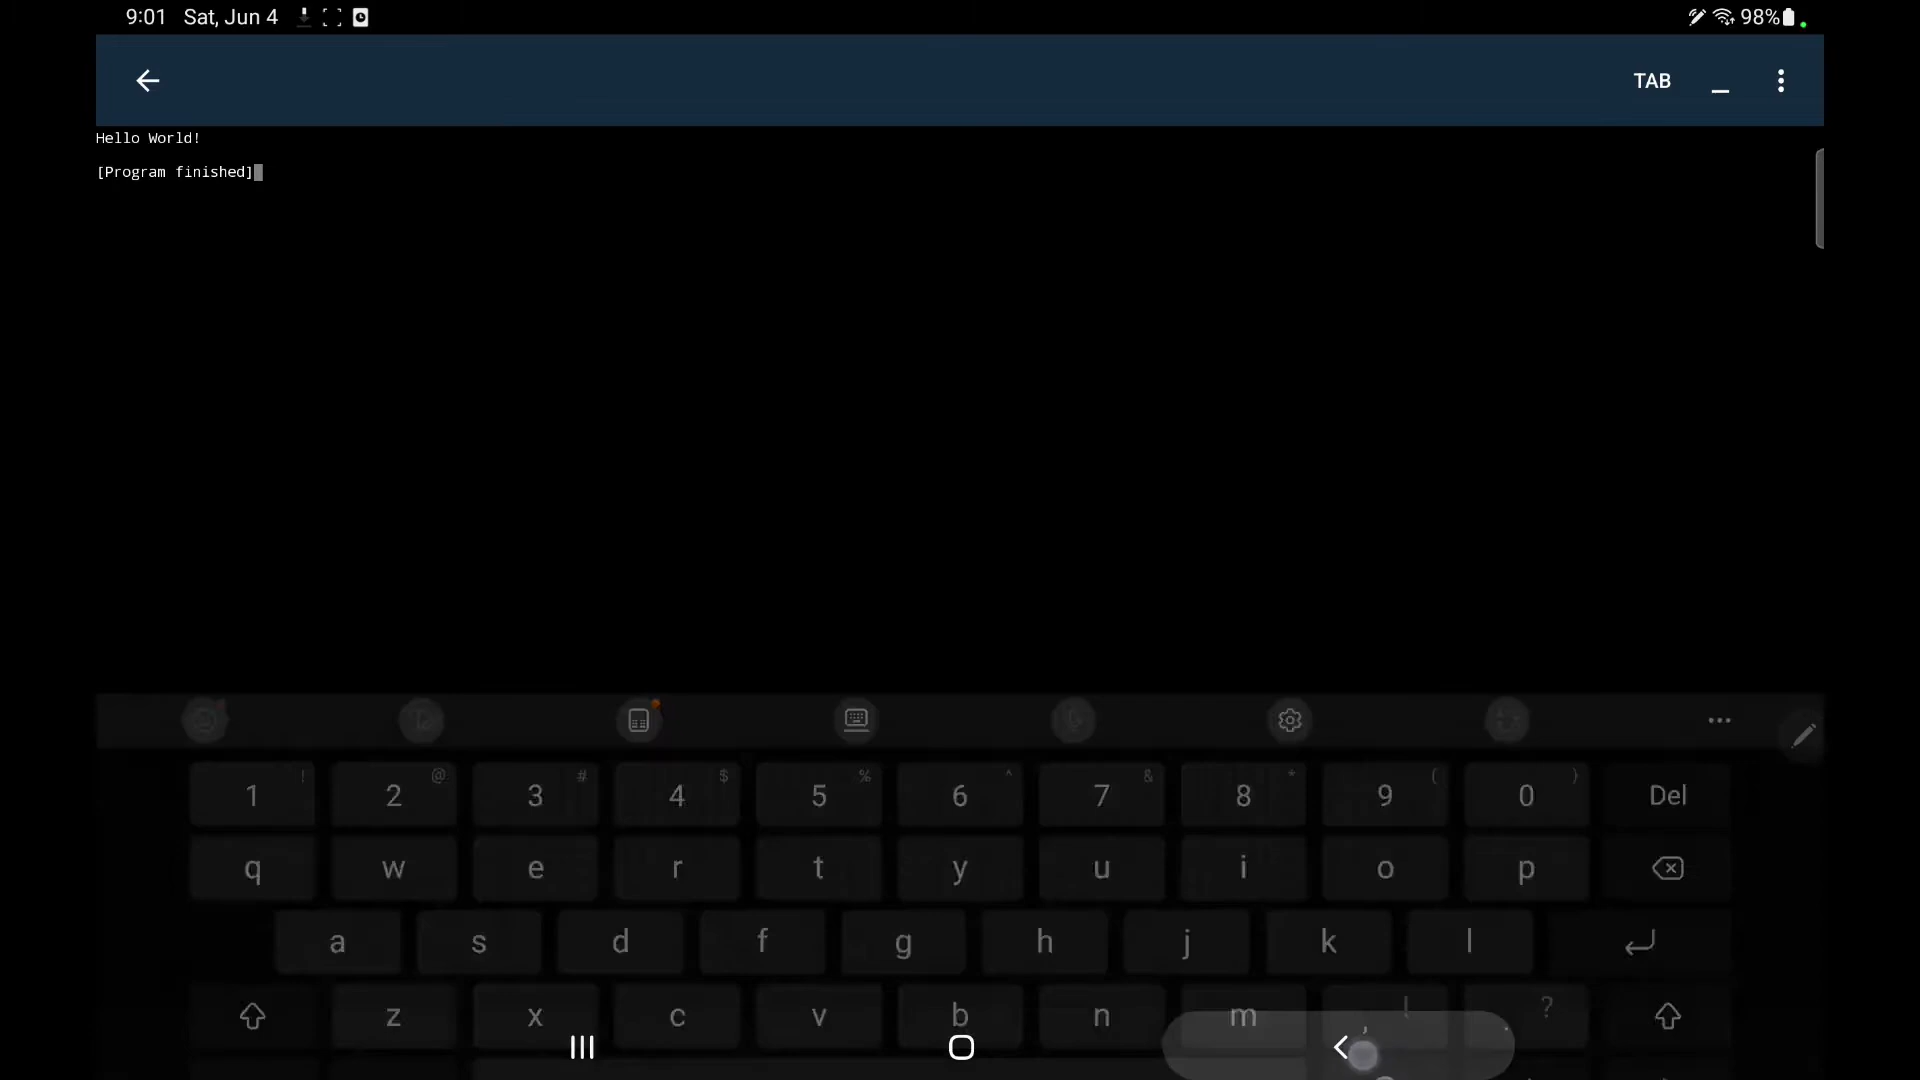 9:01 Sat, Jun 4 98%
TAB _
Hello World!
[Program finished]
1 ! 2 @ 3 # 4 $ 5 % 6 ^ 7 & 8 * 9 ( 0 ) Del
q w e r t y u i o p
a s d f g h j k l
z x c v b n m , ! . ?